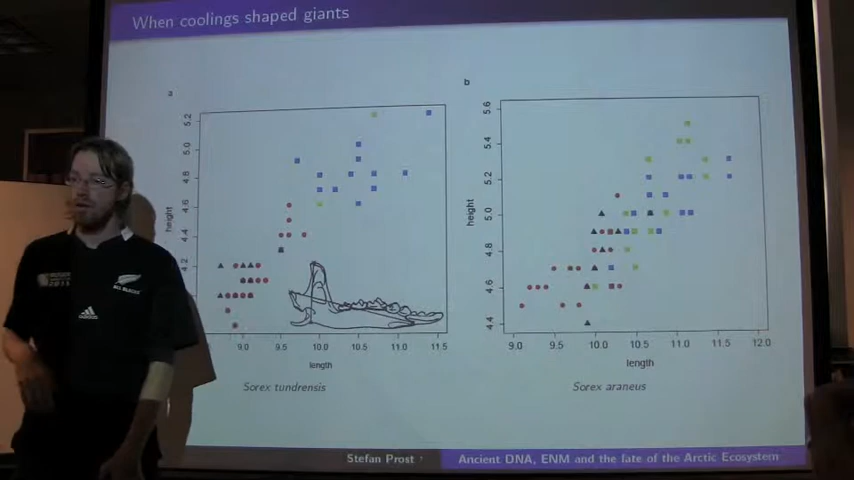 When coolings shaped giants
a
5.2
5.0
4.8
4.6
4.4
4.2
height
9.0 9.5 10.0 10.5 11.0 11.5
length
Sorex tundrensis
b
5.6
5.4
5.2
5.0
4.8
4.6
4.4
height
9.0 9.5 10.0 10.5 11.0 11.5 12.0
length
Sorex araneus
Stefan Prost
Ancient DNA, ENM and the fate of the Arctic Ecosystem
2011
ALL BLACKS
adidas